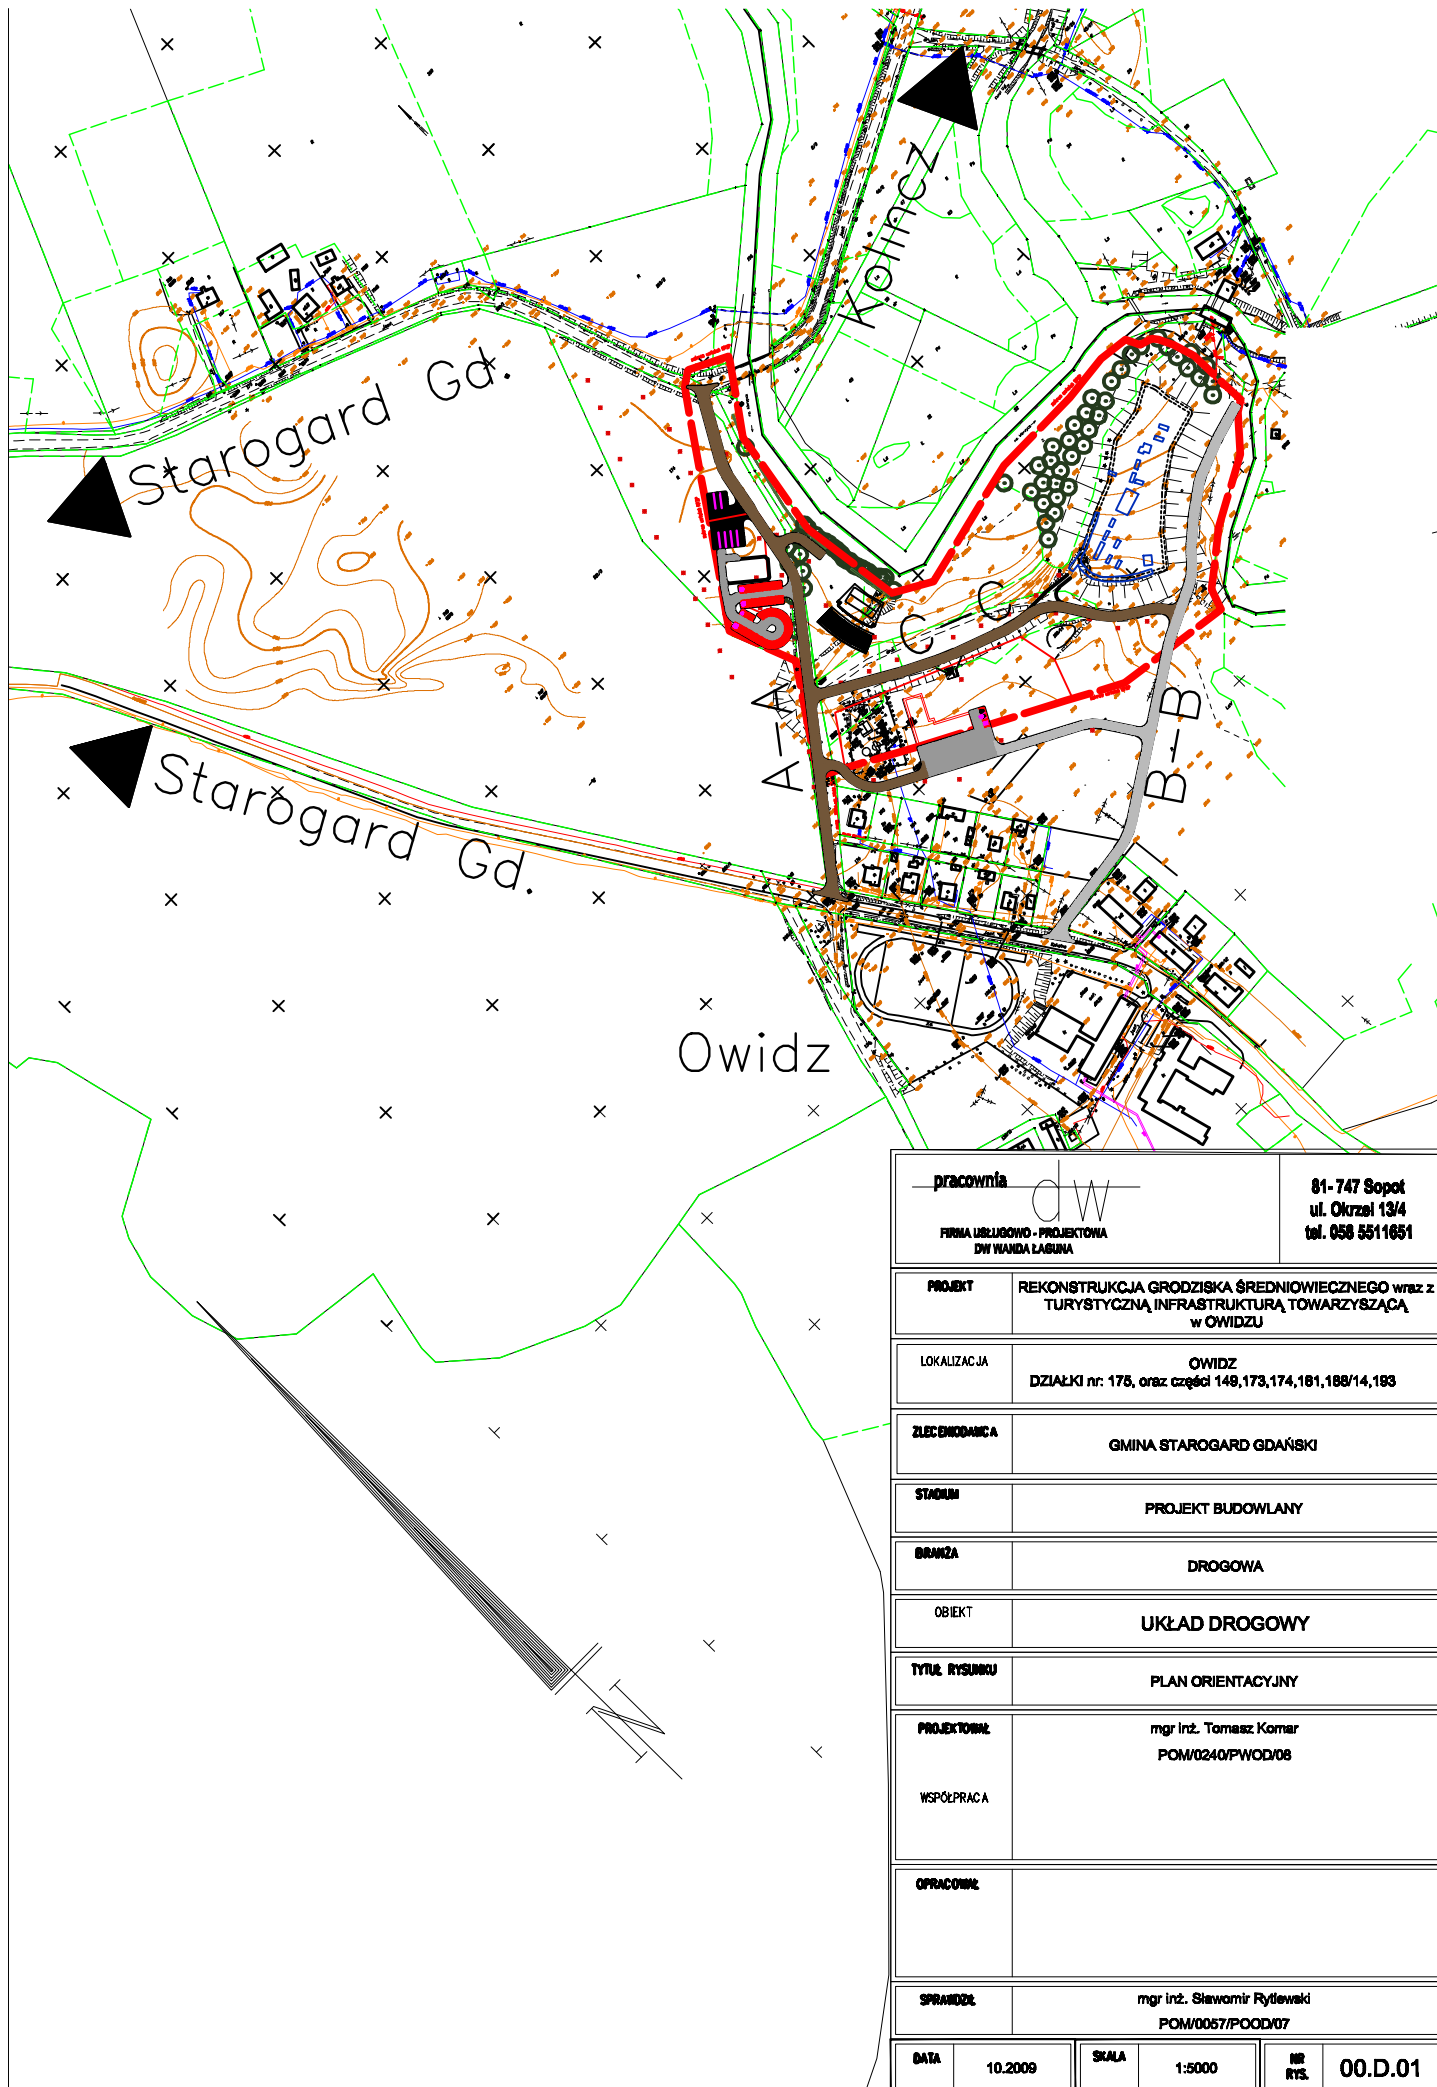 Kolincz
Starogard Gd.
Starogard Gd.
A-A
B-B
C-C
Owidz
N
pracownia
dw
FIRMA USŁUGOWO - PROJEKTOWA
DW WANDA ŁAGUNA
81-747 Sopot
ul. Okrzei 13/4
tel. 058 5511651
PROJEKT
REKONSTRUKCJA GRODZISKA ŚREDNIOWIECZNEGO wraz z
TURYSTYCZNĄ INFRASTRUKTURĄ TOWARZYSZĄCĄ
w OWIDZU
LOKALIZACJA
OWIDZ
DZIAŁKI nr: 175, oraz części 149,173,174,181,188/14,193
ZLECENIODAWCA
GMINA STAROGARD GDAŃSKI
STADIUM
PROJEKT BUDOWLANY
BRANŻA
DROGOWA
OBIEKT
UKŁAD DROGOWY
TYTUŁ RYSUNKU
PLAN ORIENTACYJNY
PROJEKTOWAŁ
mgr inż. Tomasz Komar
POM/0240/PWOD/08
WSPÓŁPRACA
OPRACOWAŁ
SPRAWDZIŁ
mgr inż. Sławomir Rytlewski
POM/0057/POOD/07
DATA
10.2009
SKALA
1:5000
NR
RYS.
00.D.01